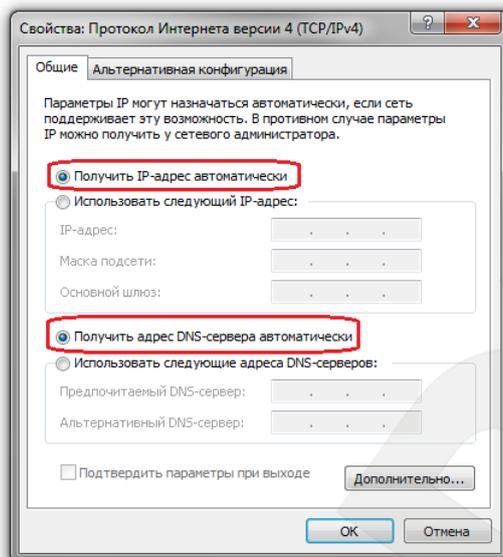 Свойства: Протокол Интернета версии 4 (TCP/IPv4)
Общие
Альтернативная конфигурация
Параметры IP могут назначаться автоматически, если сеть
поддерживает эту возможность. В противном случае параметры
IP можно получить у сетевого администратора.
Получить IP-адрес автоматически
Использовать следующий IP-адрес:
IP-адрес:
Маска подсети:
Основной шлюз:
Получить адрес DNS-сервера автоматически
Использовать следующие адреса DNS-серверов:
Предпочитаемый DNS-сервер:
Альтернативный DNS-сервер:
Подтвердить параметры при выходе
Дополнительно...
OK
Отмена